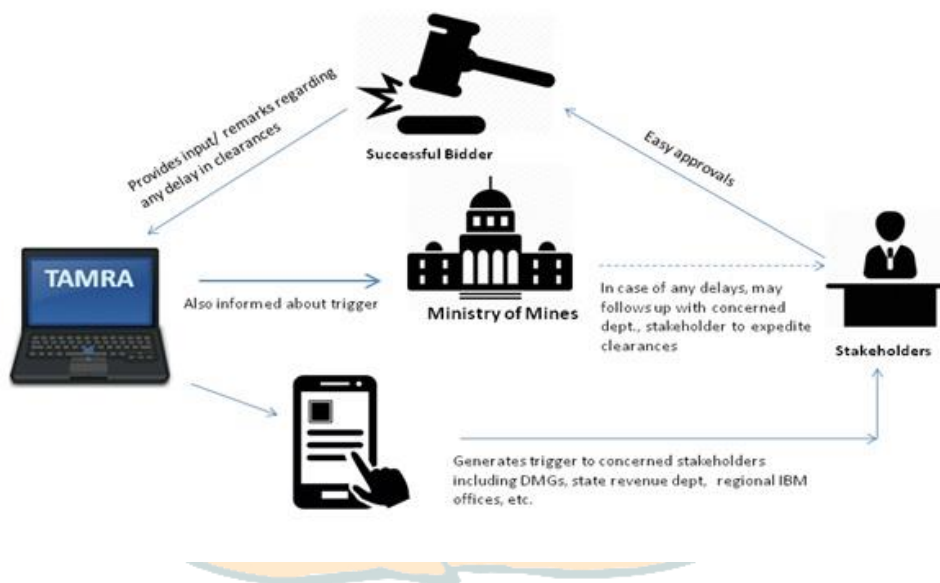 Provides input/ remarks regarding
any delay in clearances
Successful Bidder
Easy approvals
TAMRA
Also informed about trigger
Ministry of Mines
In case of any delays, may
follows up with concerned
dept., stakeholder to expedite
clearances
Stakeholders
Generates trigger to concerned stakeholders
including DMGs, state revenue dept, regional IBM
offices, etc.